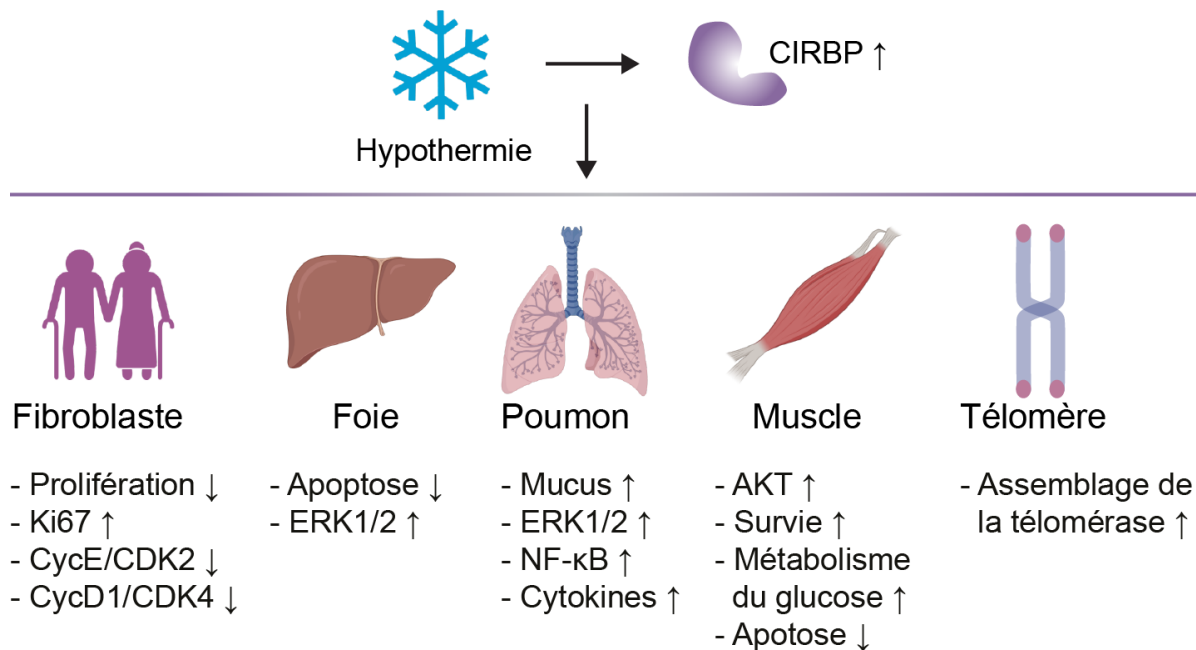 CIRBP ↑
Hypothermie
Fibroblaste
- Prolifération ↓
- Ki67 ↑
- CycE/CDK2 ↓
- CycD1/CDK4 ↓
Foie
- Apoptose ↓
- ERK1/2 ↑
Poumon
- Mucus ↑
- ERK1/2 ↑
- NF-κB ↑
- Cytokines ↑
Muscle
- AKT ↑
- Survie ↑
- Métabolisme
du glucose ↑
- Apotose ↓
Télomère
- Assemblage de
la télomérase ↑